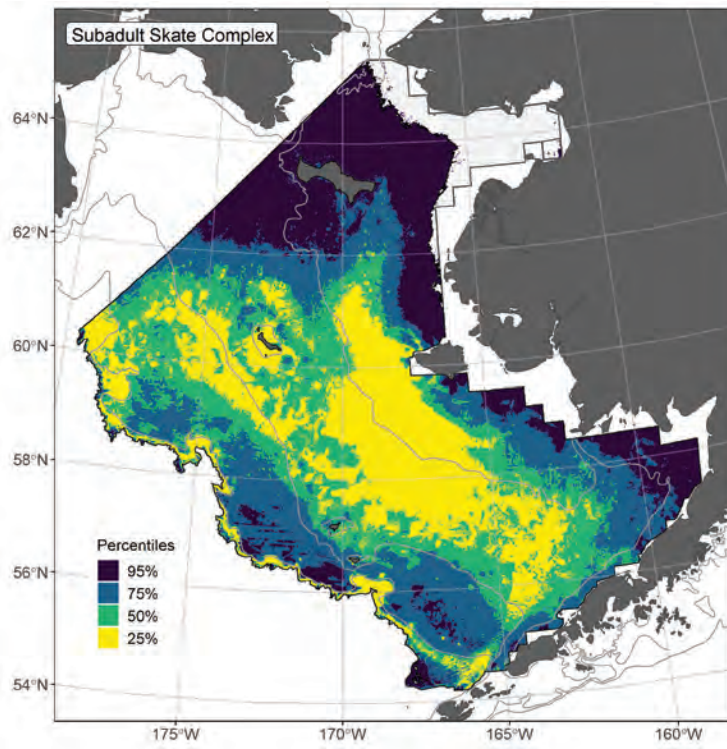 Subadult Skate Complex
64°N
62°N
60°N
58°N
56°N
54°N
Percentiles
95%
75%
50%
25%
175°W
170°W
165°W
160°W